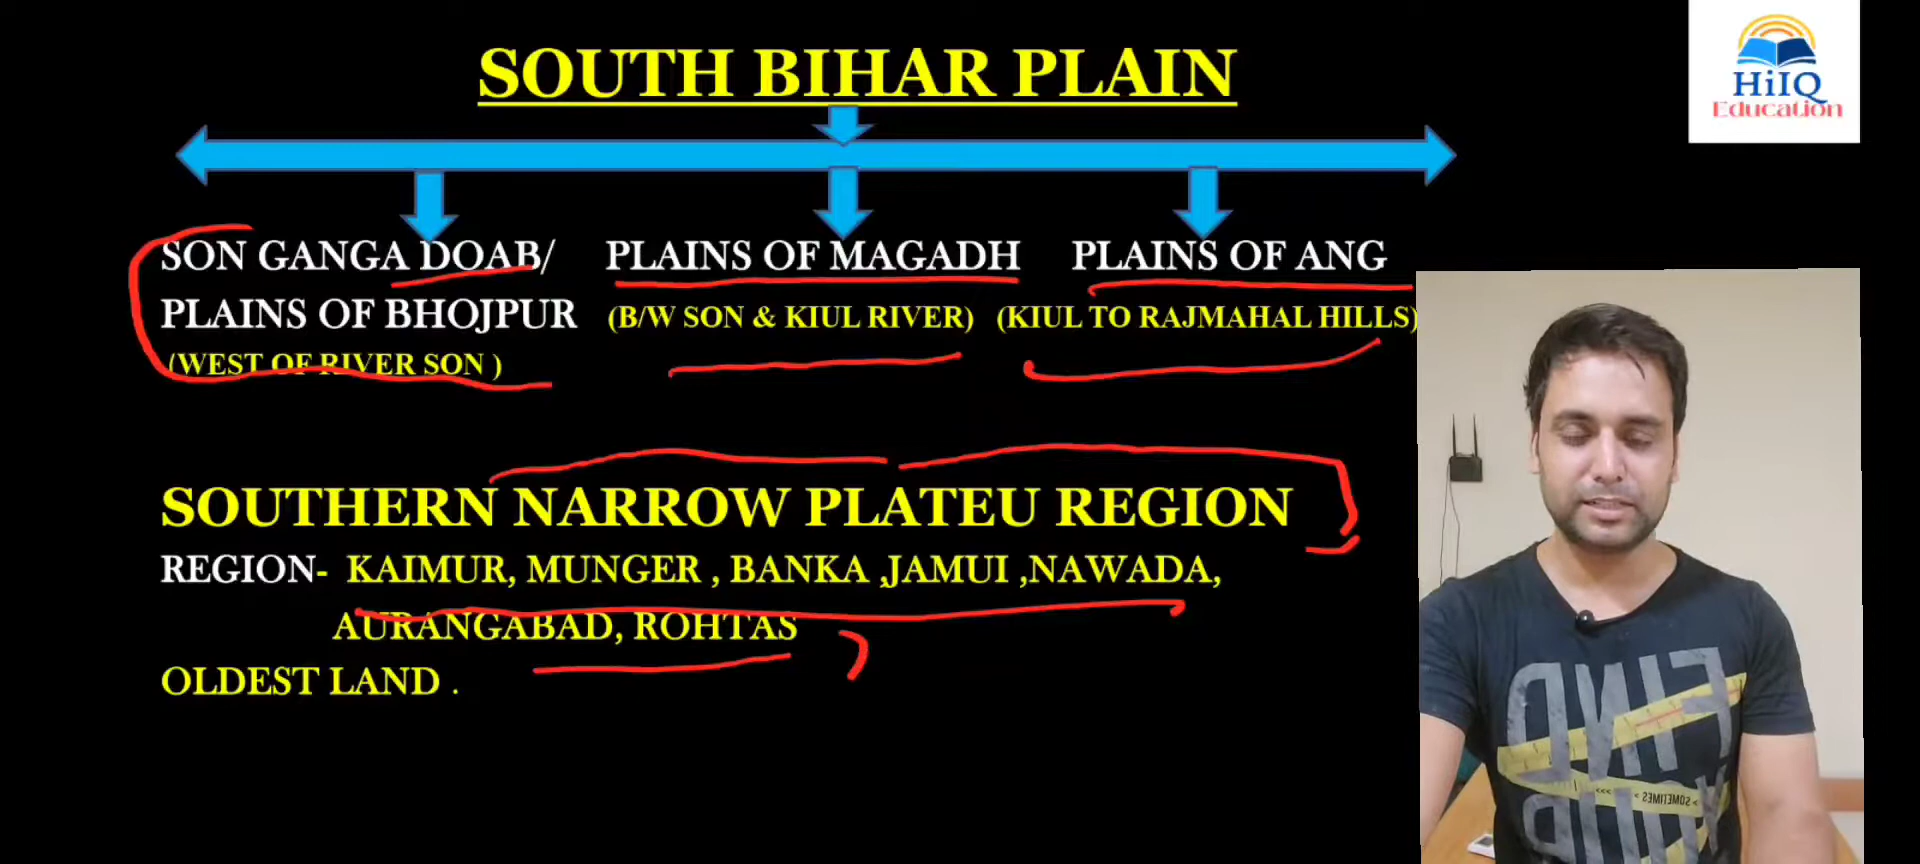 SOUTH BIHAR PLAIN
HiIQ
Education
SON GANGA DOAB/
PLAINS OF BHOJPUR
(WEST OF RIVER SON )
PLAINS OF MAGADH
(B/W SON & KIUL RIVER)
PLAINS OF ANG
(KIUL TO RAJMAHAL HILLS)
SOUTHERN NARROW PLATEU REGION
REGION- KAIMUR, MUNGER , BANKA ,JAMUI ,NAWADA,
AURANGABAD, ROHTAS
OLDEST LAND .
FIND
<SOMETIMES>